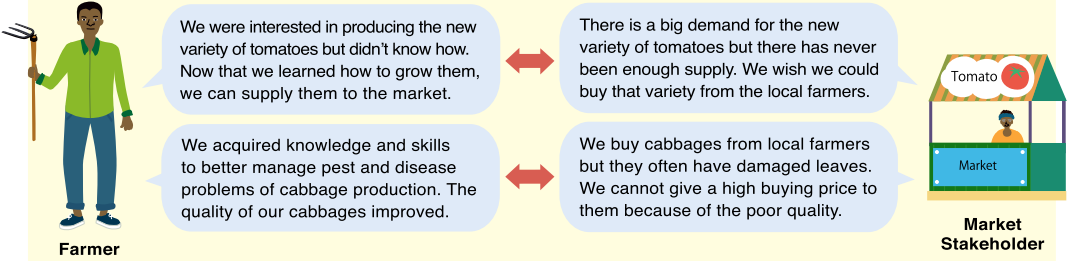 We were interested in producing the new
variety of tomatoes but didn't know how.
Now that we learned how to grow them,
we can supply them to the market.
There is a big demand for the new
variety of tomatoes but there has never
been enough supply. We wish we could
buy that variety from the local farmers.
Tomato
We acquired knowledge and skills
to better manage pest and disease
problems of cabbage production. The
quality of our cabbages improved.
We buy cabbages from local farmers
but they often have damaged leaves.
We cannot give a high buying price to
them because of the poor quality.
Market
Farmer
Market
Stakeholder